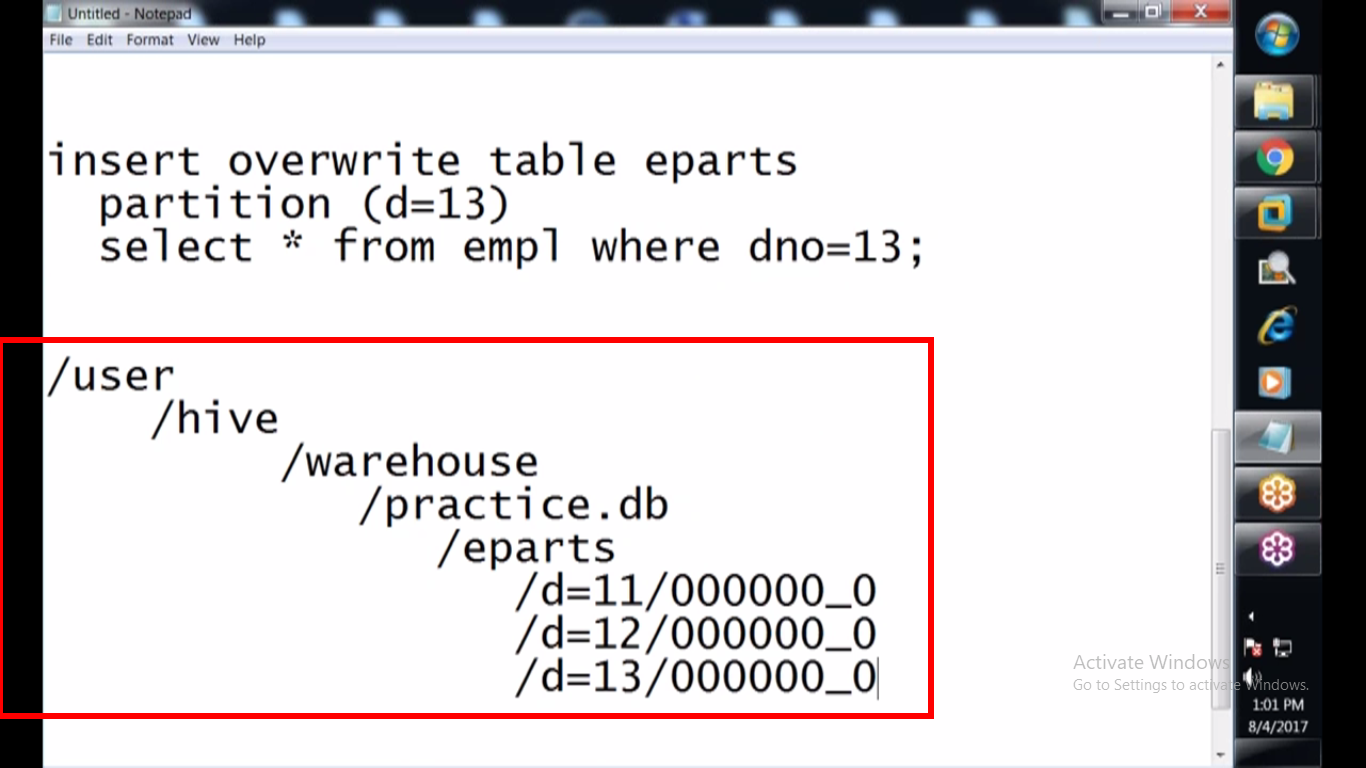 Untitled - Notepad
File Edit Format View Help
insert overwrite table eparts
partition (d=13)
select * from empl where dno=13;
/user
/hive
/warehouse
/practice.db
/eparts
/d=11/000000_0
/d=12/000000_0
/d=13/000000_0
Activate Windows
Go to Settings to activate Windows.
1:01 PM
8/4/2017